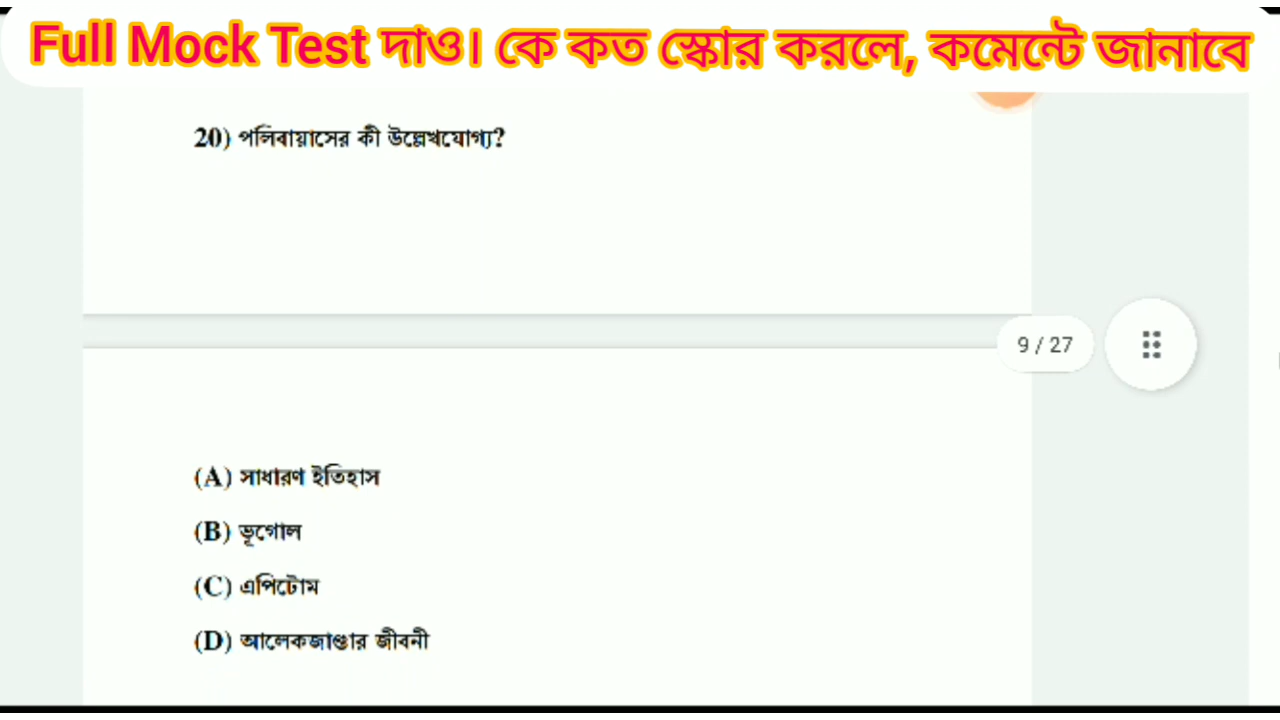 Full Mock Test দাও। কে কত স্কোর করলে, কমেন্টে জানাবে
20) পলিবায়াসের কী উল্লেখযোগ্য?
9 / 27
(A) সাধারণ ইতিহাস
(B) ভূগোল
(C) এপিটোম
(D) আলেকজাণ্ডার জীবনী